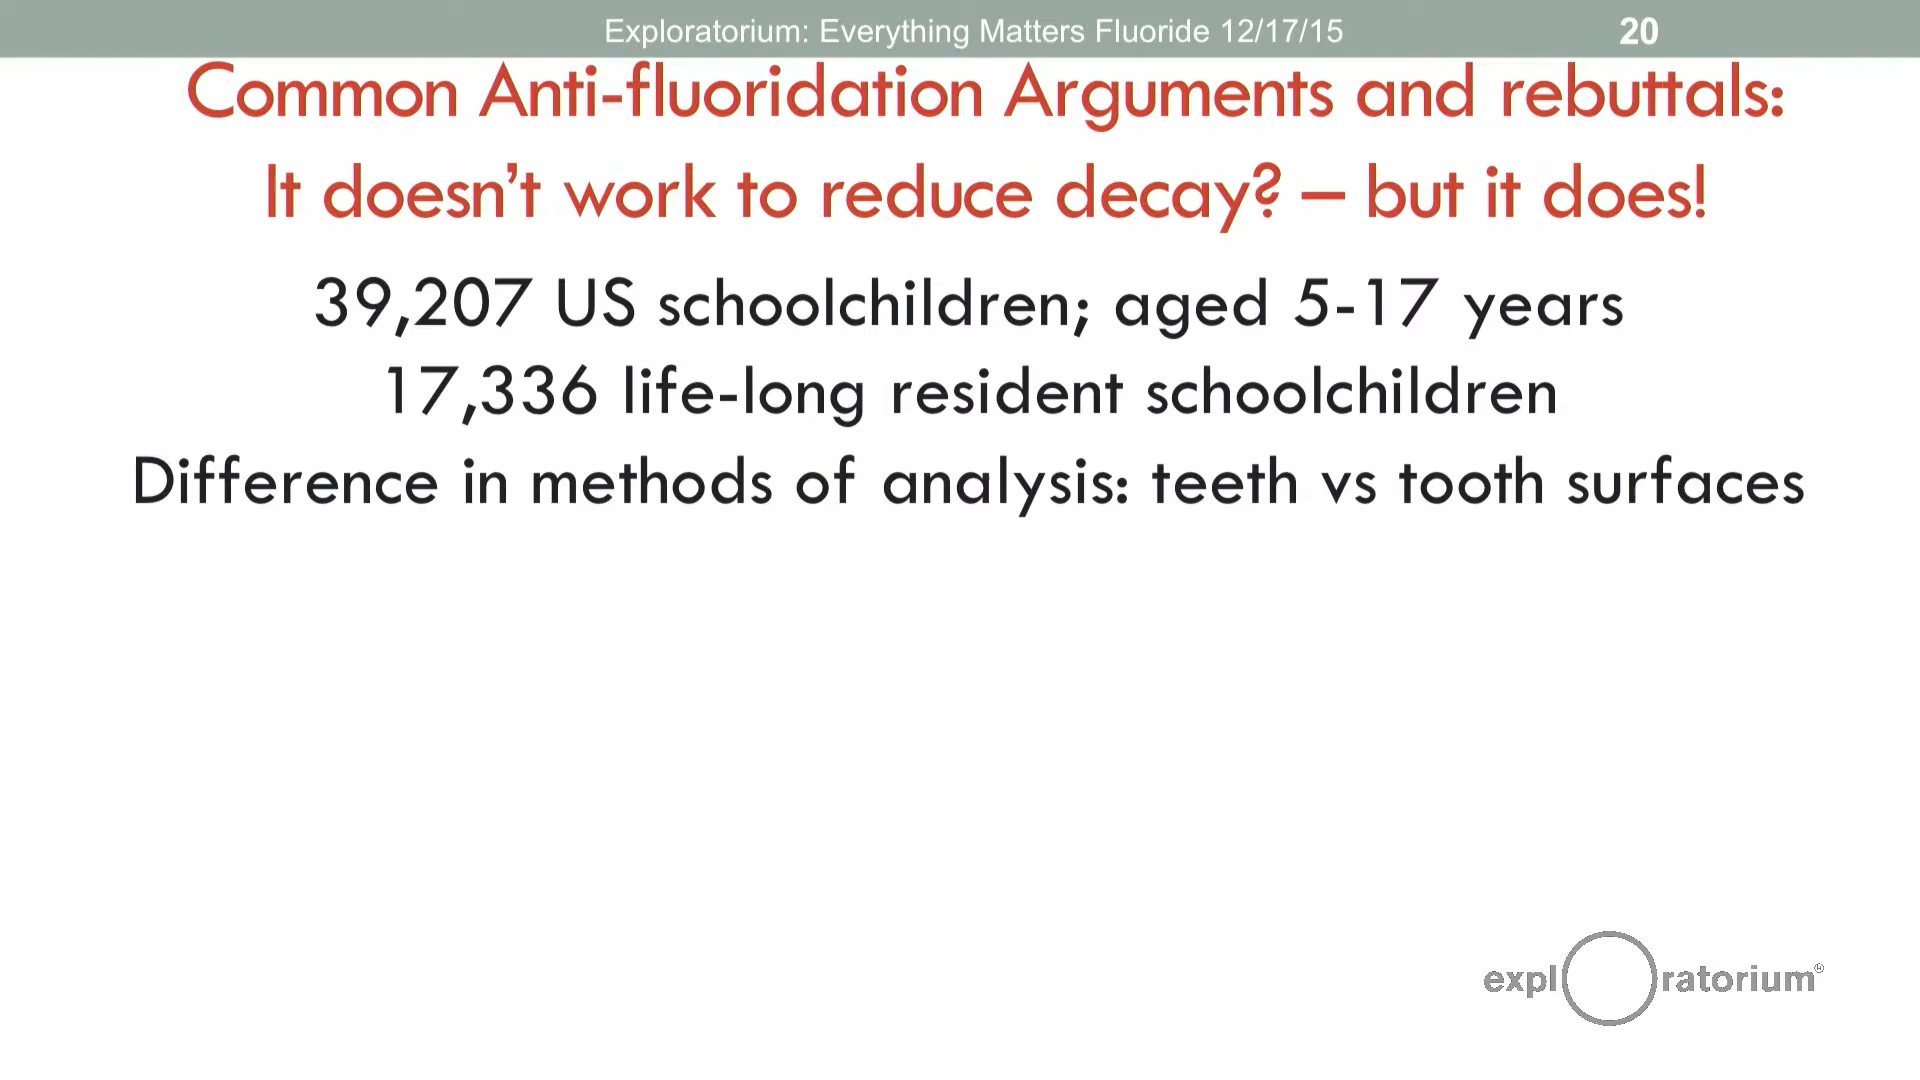 Exploratorium: Everything Matters Fluoride 12/17/15 20
Common Anti-fluoridation Arguments and rebuttals:
It doesn't work to reduce decay? – but it does!
39,207 US schoolchildren; aged 5-17 years
17,336 life-long resident schoolchildren
Difference in methods of analysis: teeth vs tooth surfaces
explOratorium®